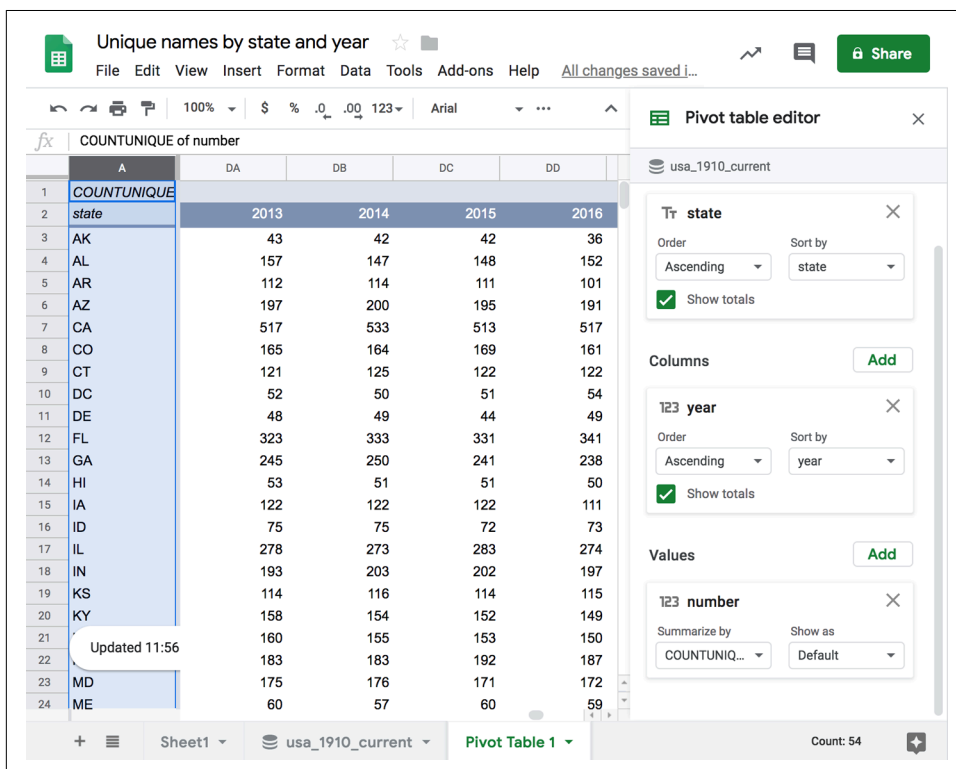 Unique names by state and year
File Edit View Insert Format Data Tools Add-ons Help All changes saved i...
Share
100% $ % .0 .00 123 Arial ...
Pivot table editor
fx COUNTUNIQUE of number
usa_1910_current
A DA DB DC DD
1 COUNTUNIQUE
2 state 2013 2014 2015 2016
3 AK 43 42 42 36
4 AL 157 147 148 152
5 AR 112 114 111 101
6 AZ 197 200 195 191
7 CA 517 533 513 517
8 CO 165 164 169 161
9 CT 121 125 122 122
10 DC 52 50 51 54
11 DE 48 49 44 49
12 FL 323 333 331 341
13 GA 245 250 241 238
14 HI 53 51 51 50
15 IA 122 122 122 111
16 ID 75 75 72 73
17 IL 278 273 283 274
18 IN 193 203 202 197
19 KS 114 116 114 115
20 KY 158 154 152 149
21 160 155 153 150
Updated 11:56
22 183 183 192 187
23 MD 175 176 171 172
24 ME 60 57 60 59
Tт state
Order Sort by
Ascending state
Show totals
Columns Add
123 year
Order Sort by
Ascending year
Show totals
Values Add
123 number
Summarize by Show as
COUNTUNIQ... Default
+ Sheet1 usa_1910_current Pivot Table 1 Count: 54